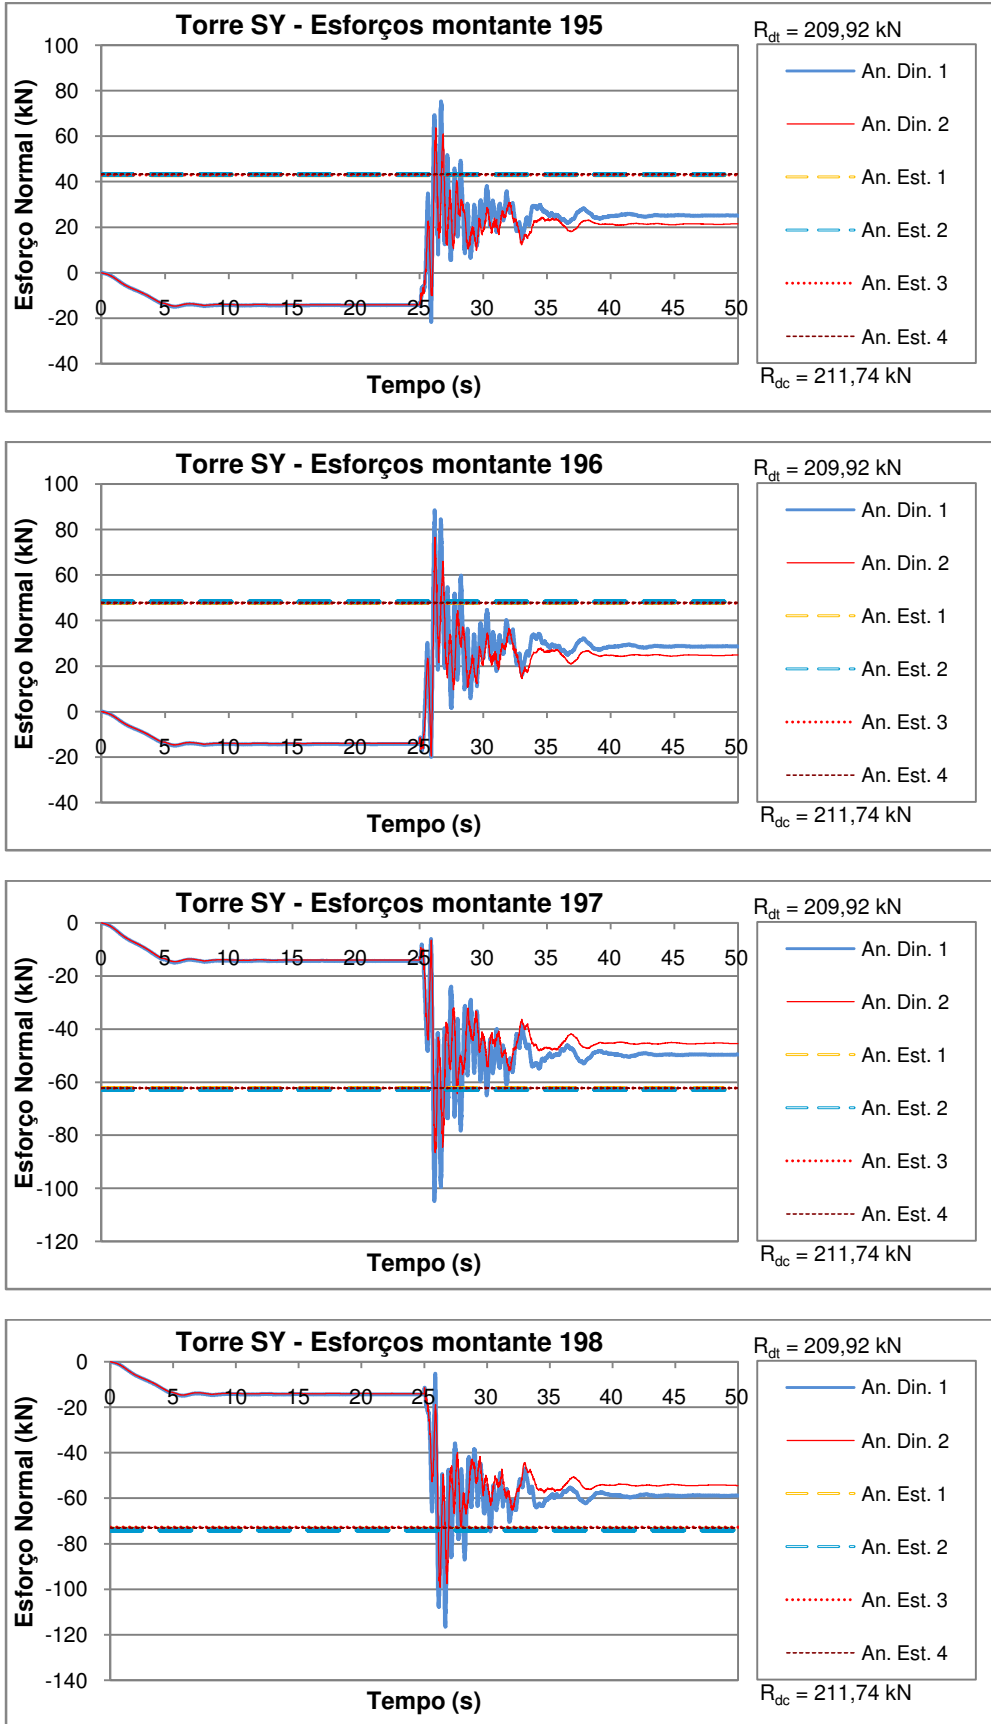 Torre SY - Esforços montante 195
R_dt = 209,92 kN
Esforço Normal (kN)
100
80
60
40
20
0
-20
-40
0 5 10 15 20 25 30 35 40 45 50
Tempo (s)
An. Din. 1
An. Din. 2
An. Est. 1
An. Est. 2
An. Est. 3
An. Est. 4
R_dc = 211,74 kN
Torre SY - Esforços montante 196
R_dt = 209,92 kN
Esforço Normal (kN)
100
80
60
40
20
0
-20
-40
0 5 10 15 20 25 30 35 40 45 50
Tempo (s)
An. Din. 1
An. Din. 2
An. Est. 1
An. Est. 2
An. Est. 3
An. Est. 4
R_dc = 211,74 kN
Torre SY - Esforços montante 197
R_dt = 209,92 kN
Esforço Normal (kN)
0
-20
-40
-60
-80
-100
-120
0 5 10 15 20 25 30 35 40 45 50
Tempo (s)
An. Din. 1
An. Din. 2
An. Est. 1
An. Est. 2
An. Est. 3
An. Est. 4
R_dc = 211,74 kN
Torre SY - Esforços montante 198
R_dt = 209,92 kN
Esforço Normal (kN)
0
-20
-40
-60
-80
-100
-120
-140
0 5 10 15 20 25 30 35 40 45 50
Tempo (s)
An. Din. 1
An. Din. 2
An. Est. 1
An. Est. 2
An. Est. 3
An. Est. 4
R_dc = 211,74 kN